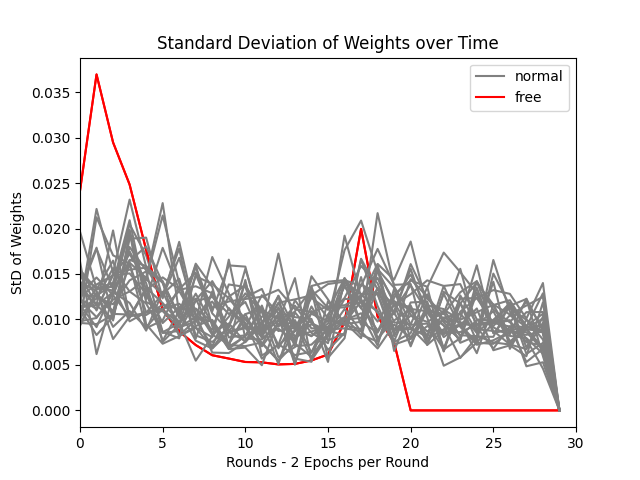 Standard Deviation of Weights over Time
normal
free
StD of Weights
0.035
0.030
0.025
0.020
0.015
0.010
0.005
0.000
0 5 10 15 20 25 30
Rounds - 2 Epochs per Round